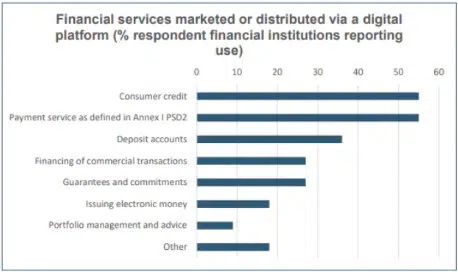 Financial services marketed or distributed via a digital
platform (% respondent financial institutions reporting
use)
0 10 20 30 40 50 60
Consumer credit
Payment service as defined in Annex I PSD2
Deposit accounts
Financing of commercial transactions
Guarantees and commitments
Issuing electronic money
Portfolio management and advice
Other